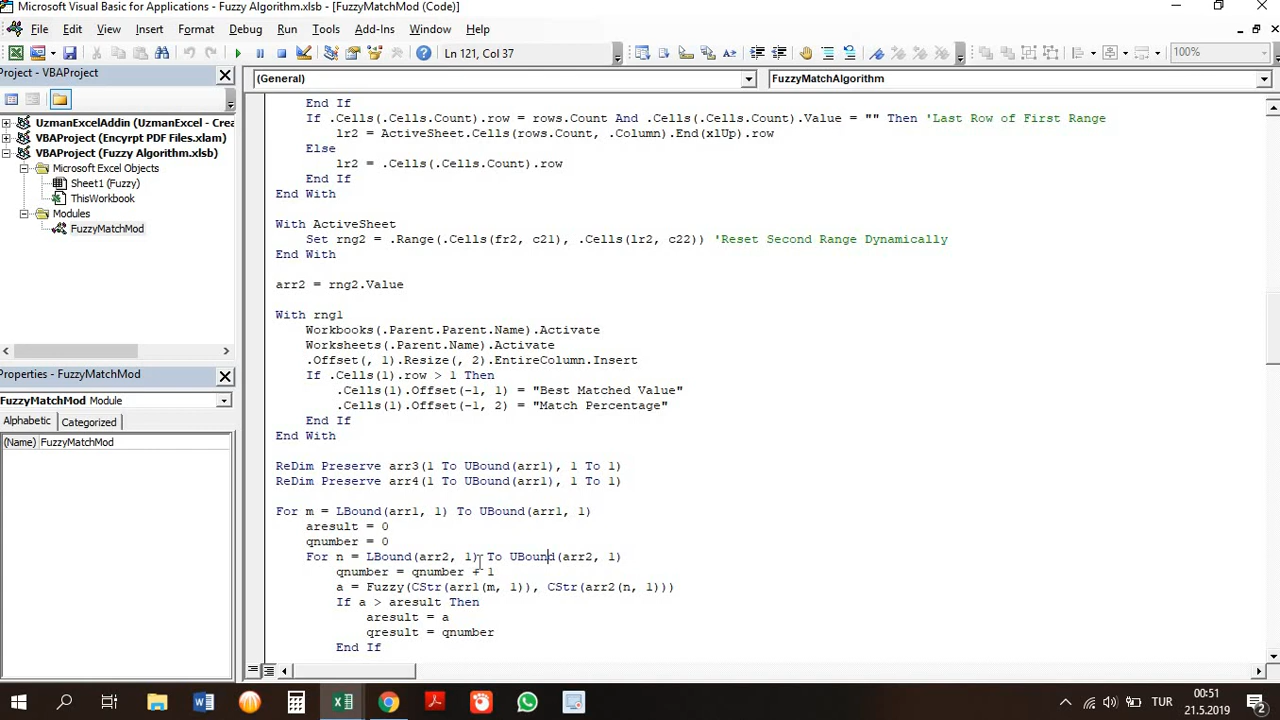 Microsoft Visual Basic for Applications - Fuzzy Algorithm.xlsb - [FuzzyMatchMod (Code)]
File Edit View Insert Format Debug Run Tools Add-Ins Window Help
Ln 121, Col 37
100%
Project - VBAProject
(General)
FuzzyMatchAlgorithm
UzmanExcelAddin (UzmanExcel - Crea
VBAProject (Encyrpt PDF Files.xlam)
VBAProject (Fuzzy Algorithm.xlsb)
Microsoft Excel Objects
Sheet1 (Fuzzy)
ThisWorkbook
Modules
FuzzyMatchMod
Properties - FuzzyMatchMod
FuzzyMatchMod Module
Alphabetic Categorized
(Name) FuzzyMatchMod
End If
If .Cells(.Cells.Count).row = rows.Count And .Cells(.Cells.Count).Value = "" Then 'Last Row of First Range
lr2 = ActiveSheet.Cells(rows.Count, .Column).End(xlUp).row
Else
lr2 = .Cells(.Cells.Count).row
End If
End With
With ActiveSheet
Set rng2 = .Range(.Cells(fr2, c21), .Cells(lr2, c22)) 'Reset Second Range Dynamically
End With
arr2 = rng2.Value
With rng1
Workbooks(.Parent.Parent.Name).Activate
Worksheets(.Parent.Name).Activate
.Offset(, 1).Resize(, 2).EntireColumn.Insert
If .Cells(1).row > 1 Then
.Cells(1).Offset(-1, 1) = "Best Matched Value"
.Cells(1).Offset(-1, 2) = "Match Percentage"
End If
End With
ReDim Preserve arr3(1 To UBound(arr1), 1 To 1)
ReDim Preserve arr4(1 To UBound(arr1), 1 To 1)
For m = LBound(arr1, 1) To UBound(arr1, 1)
aresult = 0
qnumber = 0
For n = LBound(arr2, 1) To UBound(arr2, 1)
qnumber = qnumber + 1
a = Fuzzy(CStr(arr1(m, 1)), CStr(arr2(n, 1)))
If a > aresult Then
aresult = a
qresult = qnumber
End If
TUR
00:51
21.5.2019
2